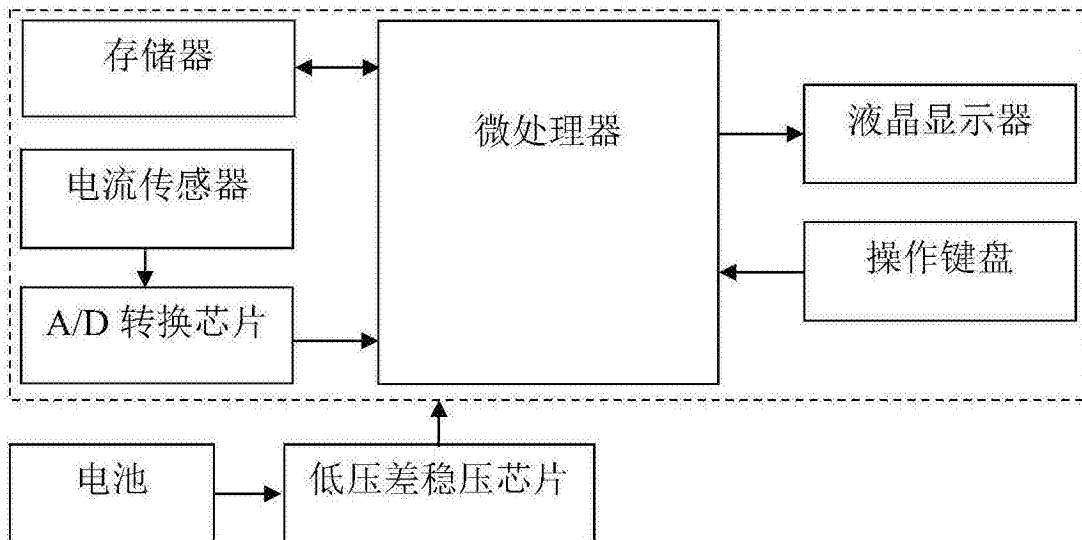 存储器
微处理器
液晶显示器
电流传感器
操作键盘
A/D 转换芯片
电池
低压差稳压芯片